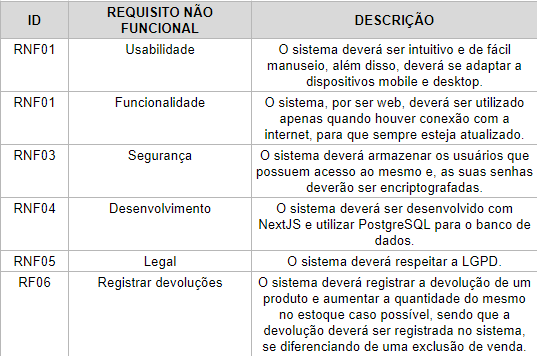 ID REQUISITO NÃO FUNCIONAL DESCRIÇÃO
RNF01 Usabilidade O sistema deverá ser intuitivo e de fácil
manuseio, além disso, deverá se adaptar a
dispositivos mobile e desktop.
RNF01 Funcionalidade O sistema, por ser web, deverá ser utilizado
apenas quando houver conexão com a
internet, para que sempre esteja atualizado.
RNF03 Segurança O sistema deverá armazenar os usuários que
possuem acesso ao mesmo e, as suas senhas
deverão ser encriptografadas.
RNF04 Desenvolvimento O sistema deverá ser desenvolvido com
NextJS e utilizar PostgreSQL para o banco de
dados.
RNF05 Legal O sistema deverá respeitar a LGPD.
RF06 Registrar devoluções O sistema deverá registrar a devolução de um
produto e aumentar a quantidade do mesmo
no estoque caso possível, sendo que a
devolução deverá ser registrada no sistema,
se diferenciando de uma exclusão de venda.